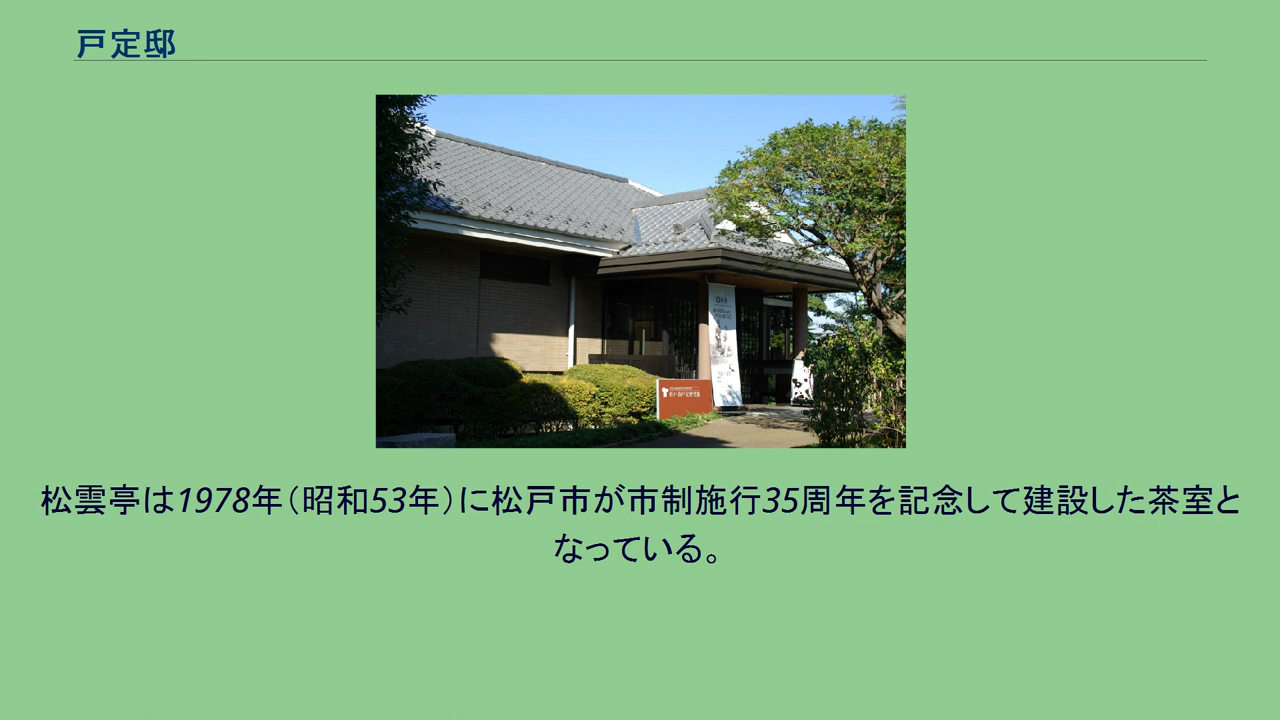 戸定邸
松雲亭は1978年（昭和53年）に松戸市が市制施行35周年を記念して建設した茶室と
なっている。